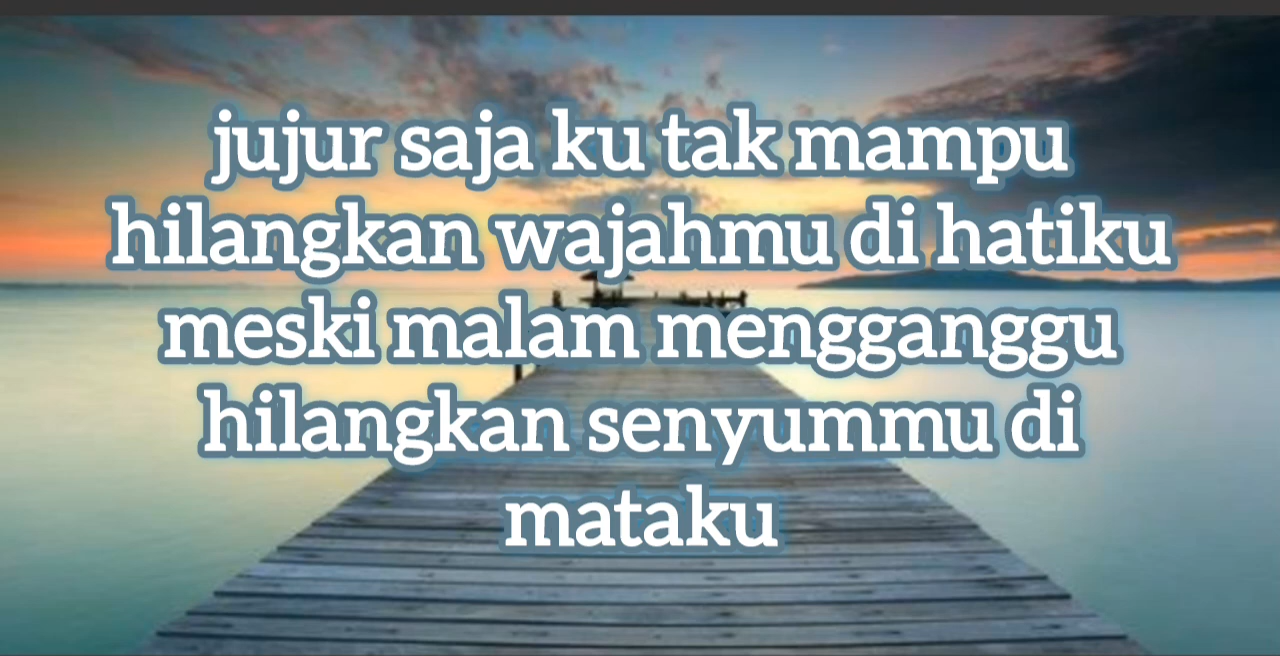 jujur saja ku tak mampu
hilangkan wajahmu di hatiku
meski malam mengganggu
hilangkan senyummu di
mataku